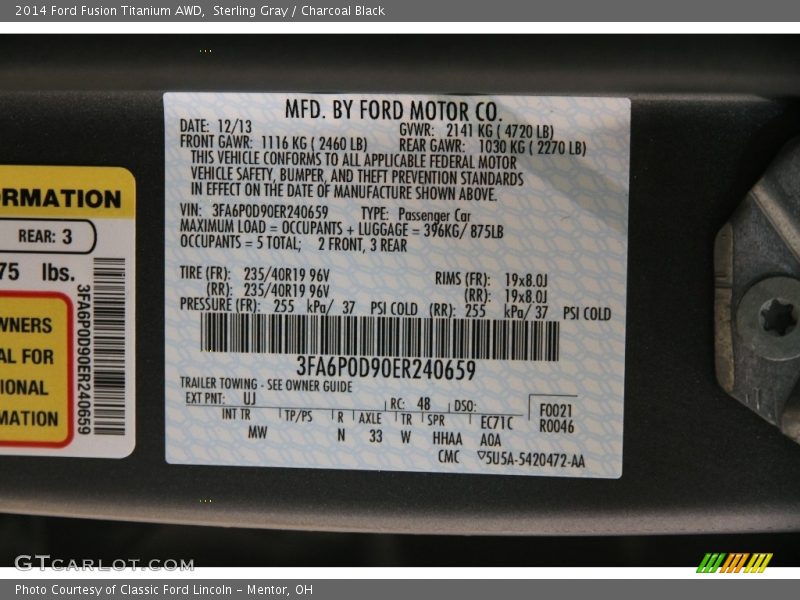 2014 Ford Fusion Titanium AWD,  Sterling Gray / Charcoal Black
MFD. BY FORD MOTOR CO.
DATE: 12/13 GVWR: 2141 KG ( 4720 LB)
FRONT GAWR: 1116 KG ( 2460 LB) REAR GAWR: 1030 KG ( 2270 LB)
THIS VEHICLE CONFORMS TO ALL APPLICABLE FEDERAL MOTOR
VEHICLE SAFETY, BUMPER, AND THEFT PREVENTION STANDARDS
IN EFFECT ON THE DATE OF MANUFACTURE SHOWN ABOVE.
VIN: 3FA6P0D90ER240659 TYPE: Passenger Car
MAXIMUM LOAD = OCCUPANTS + LUGGAGE = 396KG/ 875LB
OCCUPANTS = 5 TOTAL; 2 FRONT, 3 REAR
TIRE (FR): 235/40R19 96V RIMS (FR): 19x8.0J
(RR): 235/40R19 96V (RR): 19x8.0J
PRESSURE (FR): 255 kPa/ 37 PSI COLD (RR): 255 kPa/ 37 PSI COLD
3FA6P0D90ER240659
TRAILER TOWING - SEE OWNER GUIDE
EXT PNT: UJ RC: 48 DSO: F0021
INT TR TP/PS R AXLE TR SPR EC71C R0046
MW N 33 W HHAA A0A
CMC 5U5A-5420472-AA
RMATION
REAR: 3
75 lbs.
WNERS
AL FOR
IONAL
MATION
3FA6P0D90ER240659
GTCARLOT.COM
Photo Courtesy of Classic Ford Lincoln - Mentor, OH